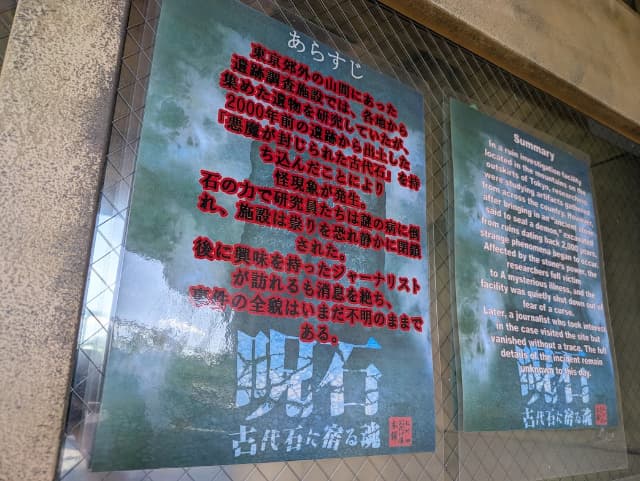 あらすじ
東京郊外の山間にあった
遺跡調査施設では、各地から
集めた遺物を研究していたが、
2000年前の遺跡から出土した
『悪魔が封じられた古代石』を持
ち込んだことにより
怪現象が発生。
石の力で研究員たちは謎の病に倒
れ、施設は祟りを恐れ静かに閉鎖
された。
後に興味を持ったジャーナリスト
が訪れるも消息を絶ち、
事件の全貌はいまだ不明のままで
ある。
呪石
古代石に宿る魂
Summary
In a ruin investigation facility
located in the mountains on the
outskirts of Tokyo, researchers
were studying artifacts gathered
from across the country. However,
after bringing in an "ancient stone
said to seal a demon," excavated
from ruins dating back 2,000 years,
strange phenomena began to occur.
Affected by the stone's power, the
researchers fell victim
to A mysterious illness, and the
facility was quietly shut down out of
fear of a curse.
Later, a journalist who took interest
in the case visited the site but
vanished without a trace. The full
details of the incident remain
unknown to this day.
呪石
古代石に宿る魂